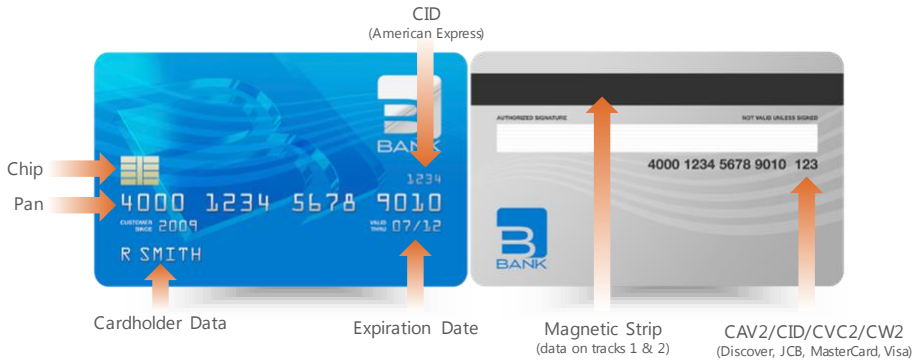 CID
(American Express)
BANK
1234
Chip
Pan
4000 1234 5678 9010
CUSTOMER SINCE 2009
VALID THRU 07/12
R SMITH
Cardholder Data
Expiration Date
AUTHORIZED SIGNATURE NOT VALID UNLESS SIGNED
4000 1234 5678 9010 123
BANK
Magnetic Strip
(data on tracks 1 & 2)
CAV2/CID/CVC2/CW2
(Discover, JCB, MasterCard, Visa)